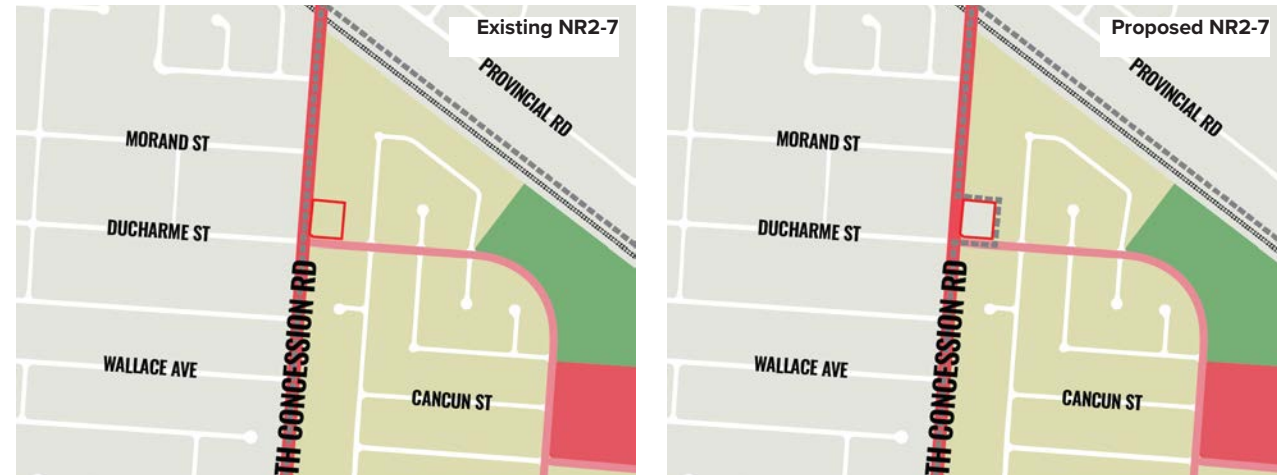 Existing NR2-7
PROVINCIAL RD
MORAND ST
DUCHARME ST
TH CONCESSION RD
WALLACE AVE
CANCUN ST
Proposed NR2-7
PROVINCIAL RD
MORAND ST
DUCHARME ST
TH CONCESSION RD
WALLACE AVE
CANCUN ST